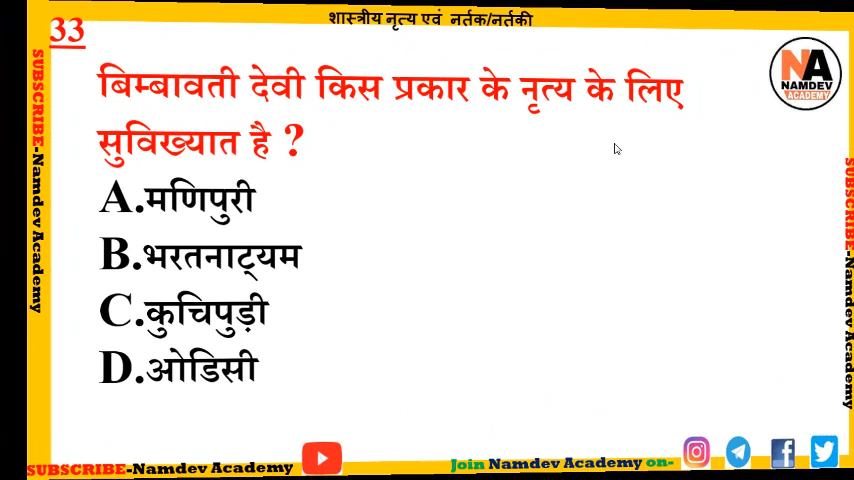 शास्त्रीय नृत्य एवं नर्तक/नर्तकी
33
NA
NAMDEV
ACADEMY
बिम्बावती देवी किस प्रकार के नृत्य के लिए
सुविख्यात है ?
A.मणिपुरी
B.भरतनाट्यम
C.कुचिपुड़ी
D.ओडिसी
SUBSCRIBE-Namdev Academy
SUBSCRIBE-Namdev Academy
SUBSCRIBE-Namdev Academy
Join Namdev Academy on-